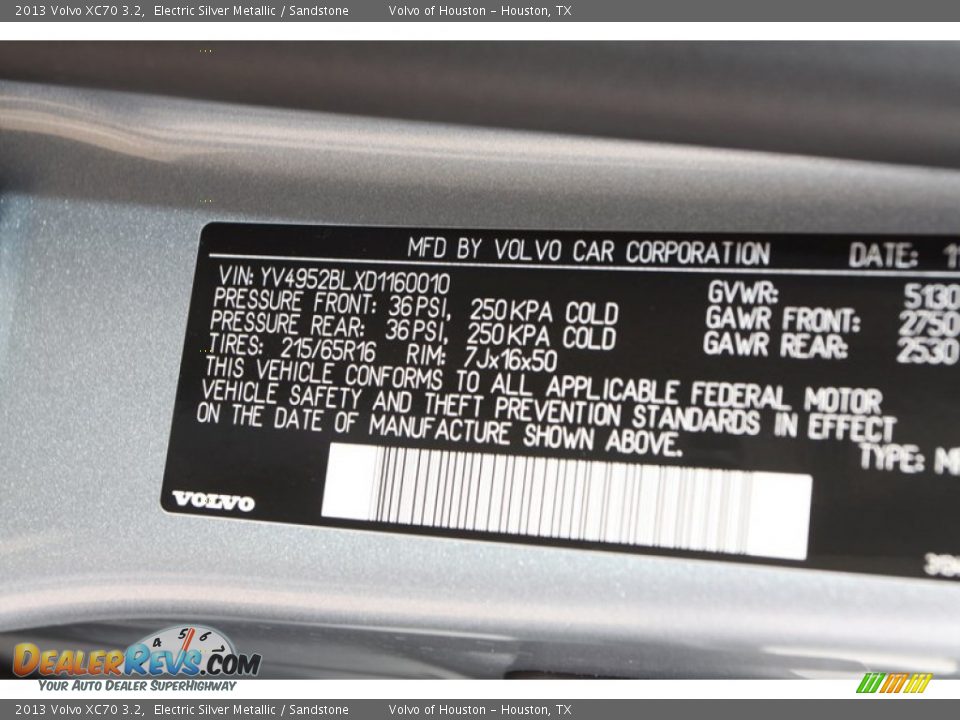 2013 Volvo XC70 3.2, Electric Silver Metallic / Sandstone Volvo of Houston - Houston, TX
MFD BY VOLVO CAR CORPORATION DATE: 11
VIN: YV4952BLXD1160010 GVWR: 5130
PRESSURE FRONT: 36 PSI, 250 KPA COLD GAWR FRONT: 2750
PRESSURE REAR: 36 PSI, 250 KPA COLD GAWR REAR: 2530
TIRES: 215/65R16 RIM: 7Jx16x50
THIS VEHICLE CONFORMS TO ALL APPLICABLE FEDERAL MOTOR
VEHICLE SAFETY AND THEFT PREVENTION STANDARDS IN EFFECT
ON THE DATE OF MANUFACTURE SHOWN ABOVE.
TYPE:
VOLVO
4 5 6
DEALERREVS.COM
YOUR AUTO DEALER SUPERHIGHWAY
2013 Volvo XC70 3.2, Electric Silver Metallic / Sandstone Volvo of Houston - Houston, TX